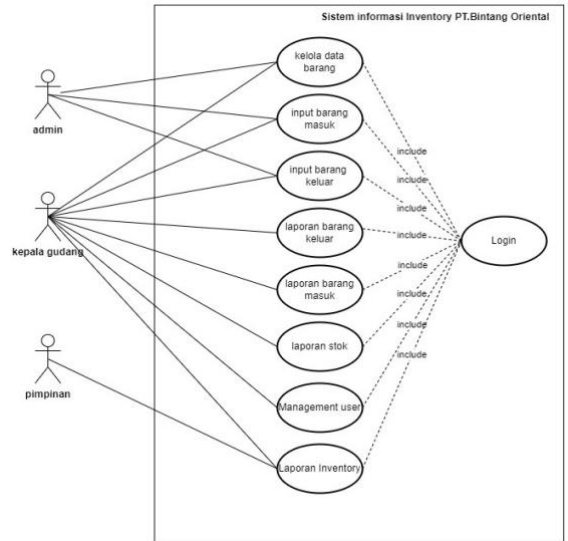 Sistem informasi Inventory PT.Bintang Oriental
kelola data
barang
admin
input barang
masuk
include
include
input barang
keluar
include
kepala gudang
laporan barang
keluar
include
Login
include
laporan barang
masuk
include
include
laporan stok
include
pimpinan
Management user
Laporan Inventory